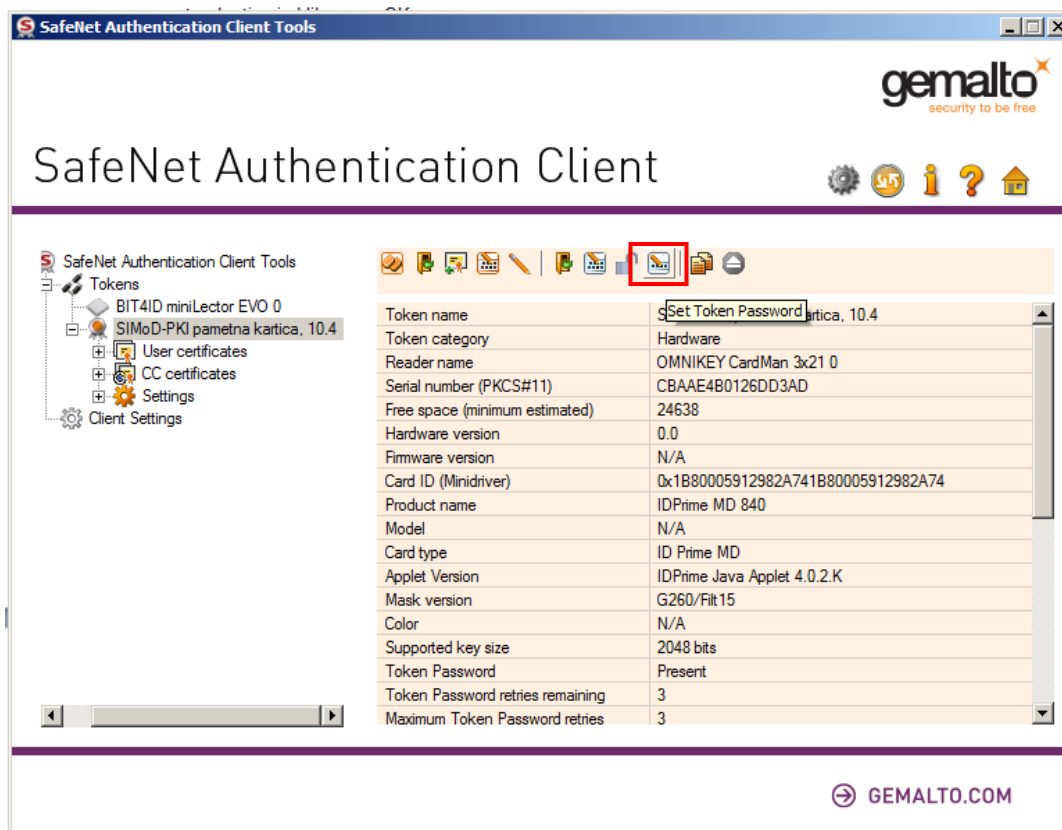 SafeNet Authentication Client Tools
gemalto
security to be free
SafeNet Authentication Client
SafeNet Authentication Client Tools
Tokens
BIT4ID miniLector EVO 0
SIMoD-PKI pametna kartica, 10.4
User certificates
CC certificates
Settings
Client Settings
Set Token Password
Token name artica, 10.4
Token category Hardware
Reader name OMNIKEY CardMan 3x21 0
Serial number (PKCS#11) CBAAE4B0126DD3AD
Free space (minimum estimated) 24638
Hardware version 0.0
Firmware version N/A
Card ID (Minidriver) 0x1B80005912982A741B80005912982A74
Product name IDPrime MD 840
Model N/A
Card type ID Prime MD
Applet Version IDPrime Java Applet 4.0.2.K
Mask version G260/Filt15
Color N/A
Supported key size 2048 bits
Token Password Present
Token Password retries remaining 3
Maximum Token Password retries 3
GEMALTO.COM